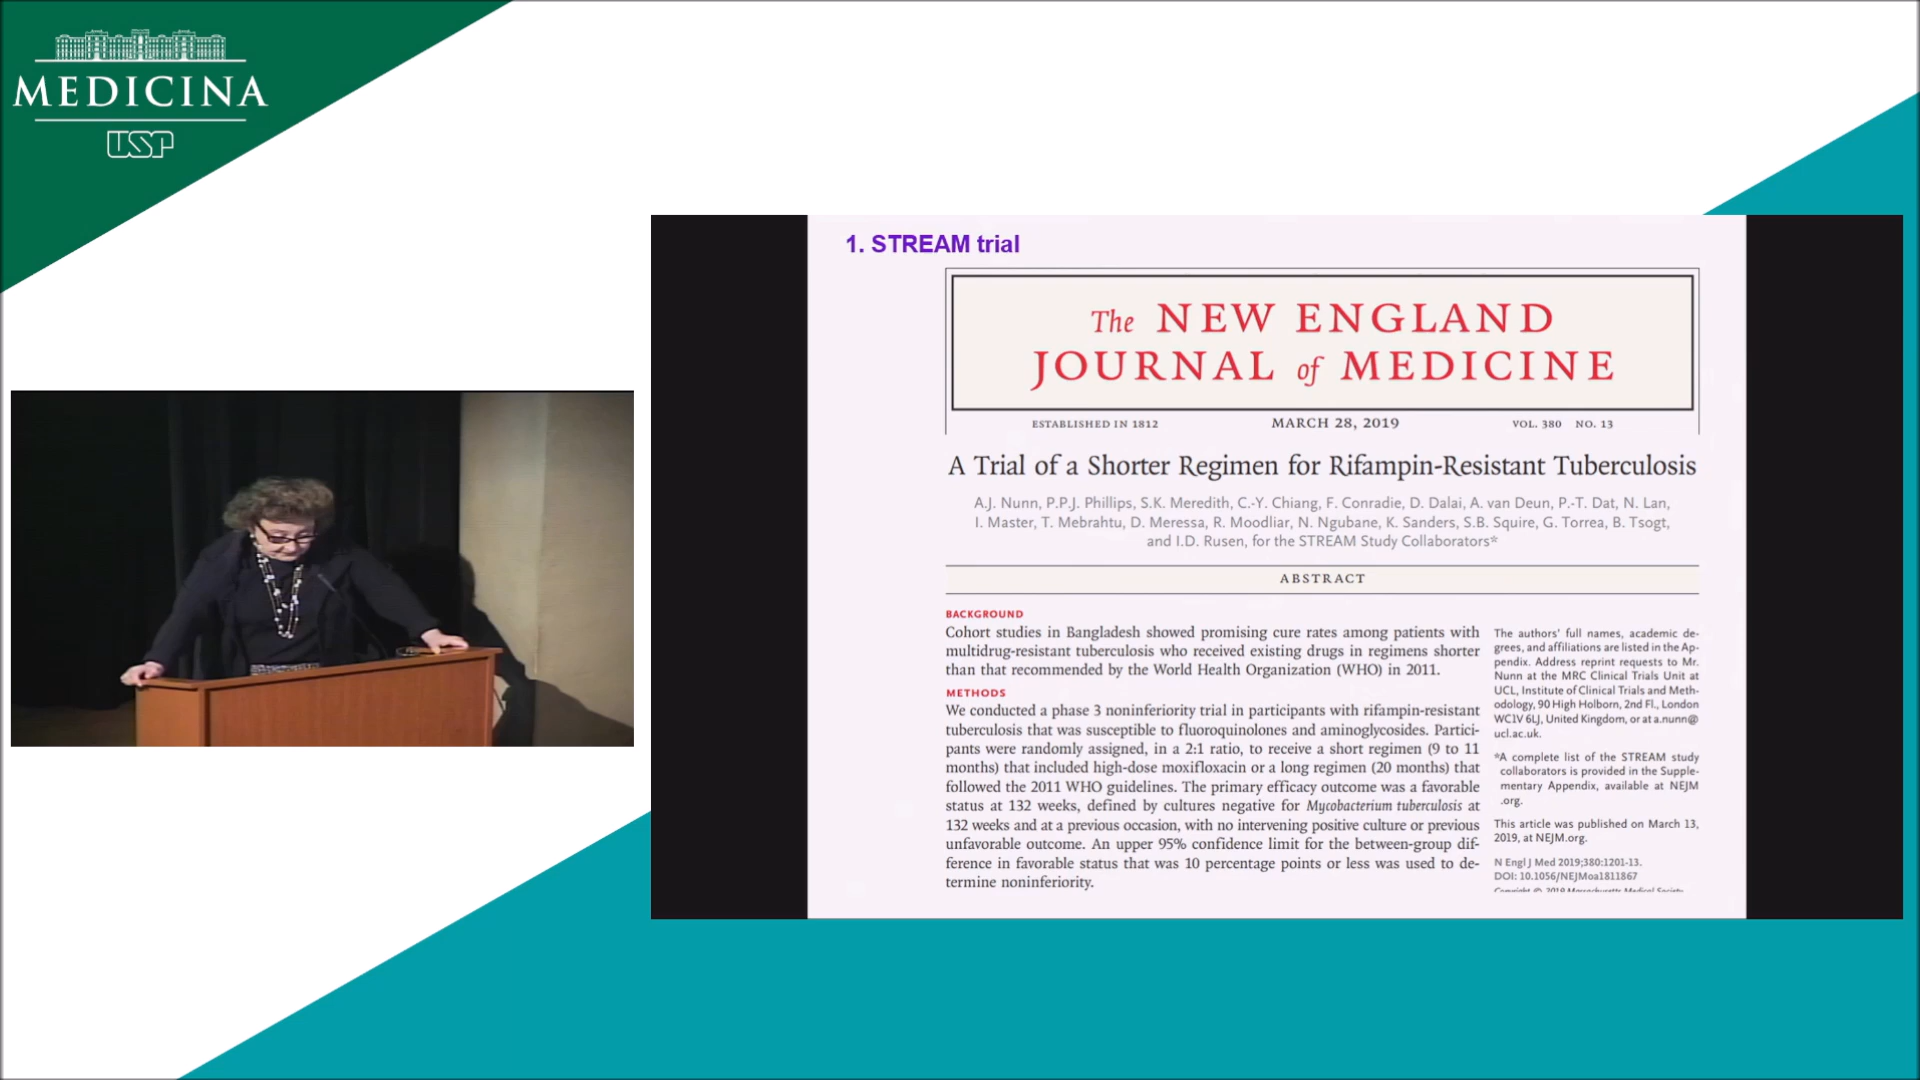 MEDICINA
USP
1. STREAM trial
The NEW ENGLAND
JOURNAL of MEDICINE
ESTABLISHED IN 1812 MARCH 28, 2019 VOL. 380 NO. 13
A Trial of a Shorter Regimen for Rifampin-Resistant Tuberculosis
A.J. Nunn, P.P.J. Phillips, S.K. Meredith, C.-Y. Chiang, F. Conradie, D. Dalai, A. van Deun, P.-T. Dat, N. Lan,
I. Master, T. Mebrahtu, D. Meressa, R. Moodliar, N. Ngubane, K. Sanders, S.B. Squire, G. Torrea, B. Tsogt,
and I.D. Rusen, for the STREAM Study Collaborators*
ABSTRACT
BACKGROUND
Cohort studies in Bangladesh showed promising cure rates among patients with
multidrug-resistant tuberculosis who received existing drugs in regimens shorter
than that recommended by the World Health Organization (WHO) in 2011.
METHODS
We conducted a phase 3 noninferiority trial in participants with rifampin-resistant
tuberculosis that was susceptible to fluoroquinolones and aminoglycosides. Partici-
pants were randomly assigned, in a 2:1 ratio, to receive a short regimen (9 to 11
months) that included high-dose moxifloxacin or a long regimen (20 months) that
followed the 2011 WHO guidelines. The primary efficacy outcome was a favorable
status at 132 weeks, defined by cultures negative for Mycobacterium tuberculosis at
132 weeks and at a previous occasion, with no intervening positive culture or previous
unfavorable outcome. An upper 95% confidence limit for the between-group dif-
ference in favorable status that was 10 percentage points or less was used to de-
termine noninferiority.
The authors' full names, academic de-
grees, and affiliations are listed in the Ap-
pendix. Address reprint requests to Mr.
Nunn at the MRC Clinical Trials Unit at
UCL, Institute of Clinical Trials and Meth-
odology, 90 High Holborn, 2nd Fl., London
WC1V 6LJ, United Kingdom, or at a.nunn@
ucl.ac.uk.
*A complete list of the STREAM study
collaborators is provided in the Supple-
mentary Appendix, available at NEJM
.org.
This article was published on March 13,
2019, at NEJM.org.
N Engl J Med 2019;380:1201-13.
DOI: 10.1056/NEJMoa1811867
Copyright © 2019 Massachusetts Medical Society